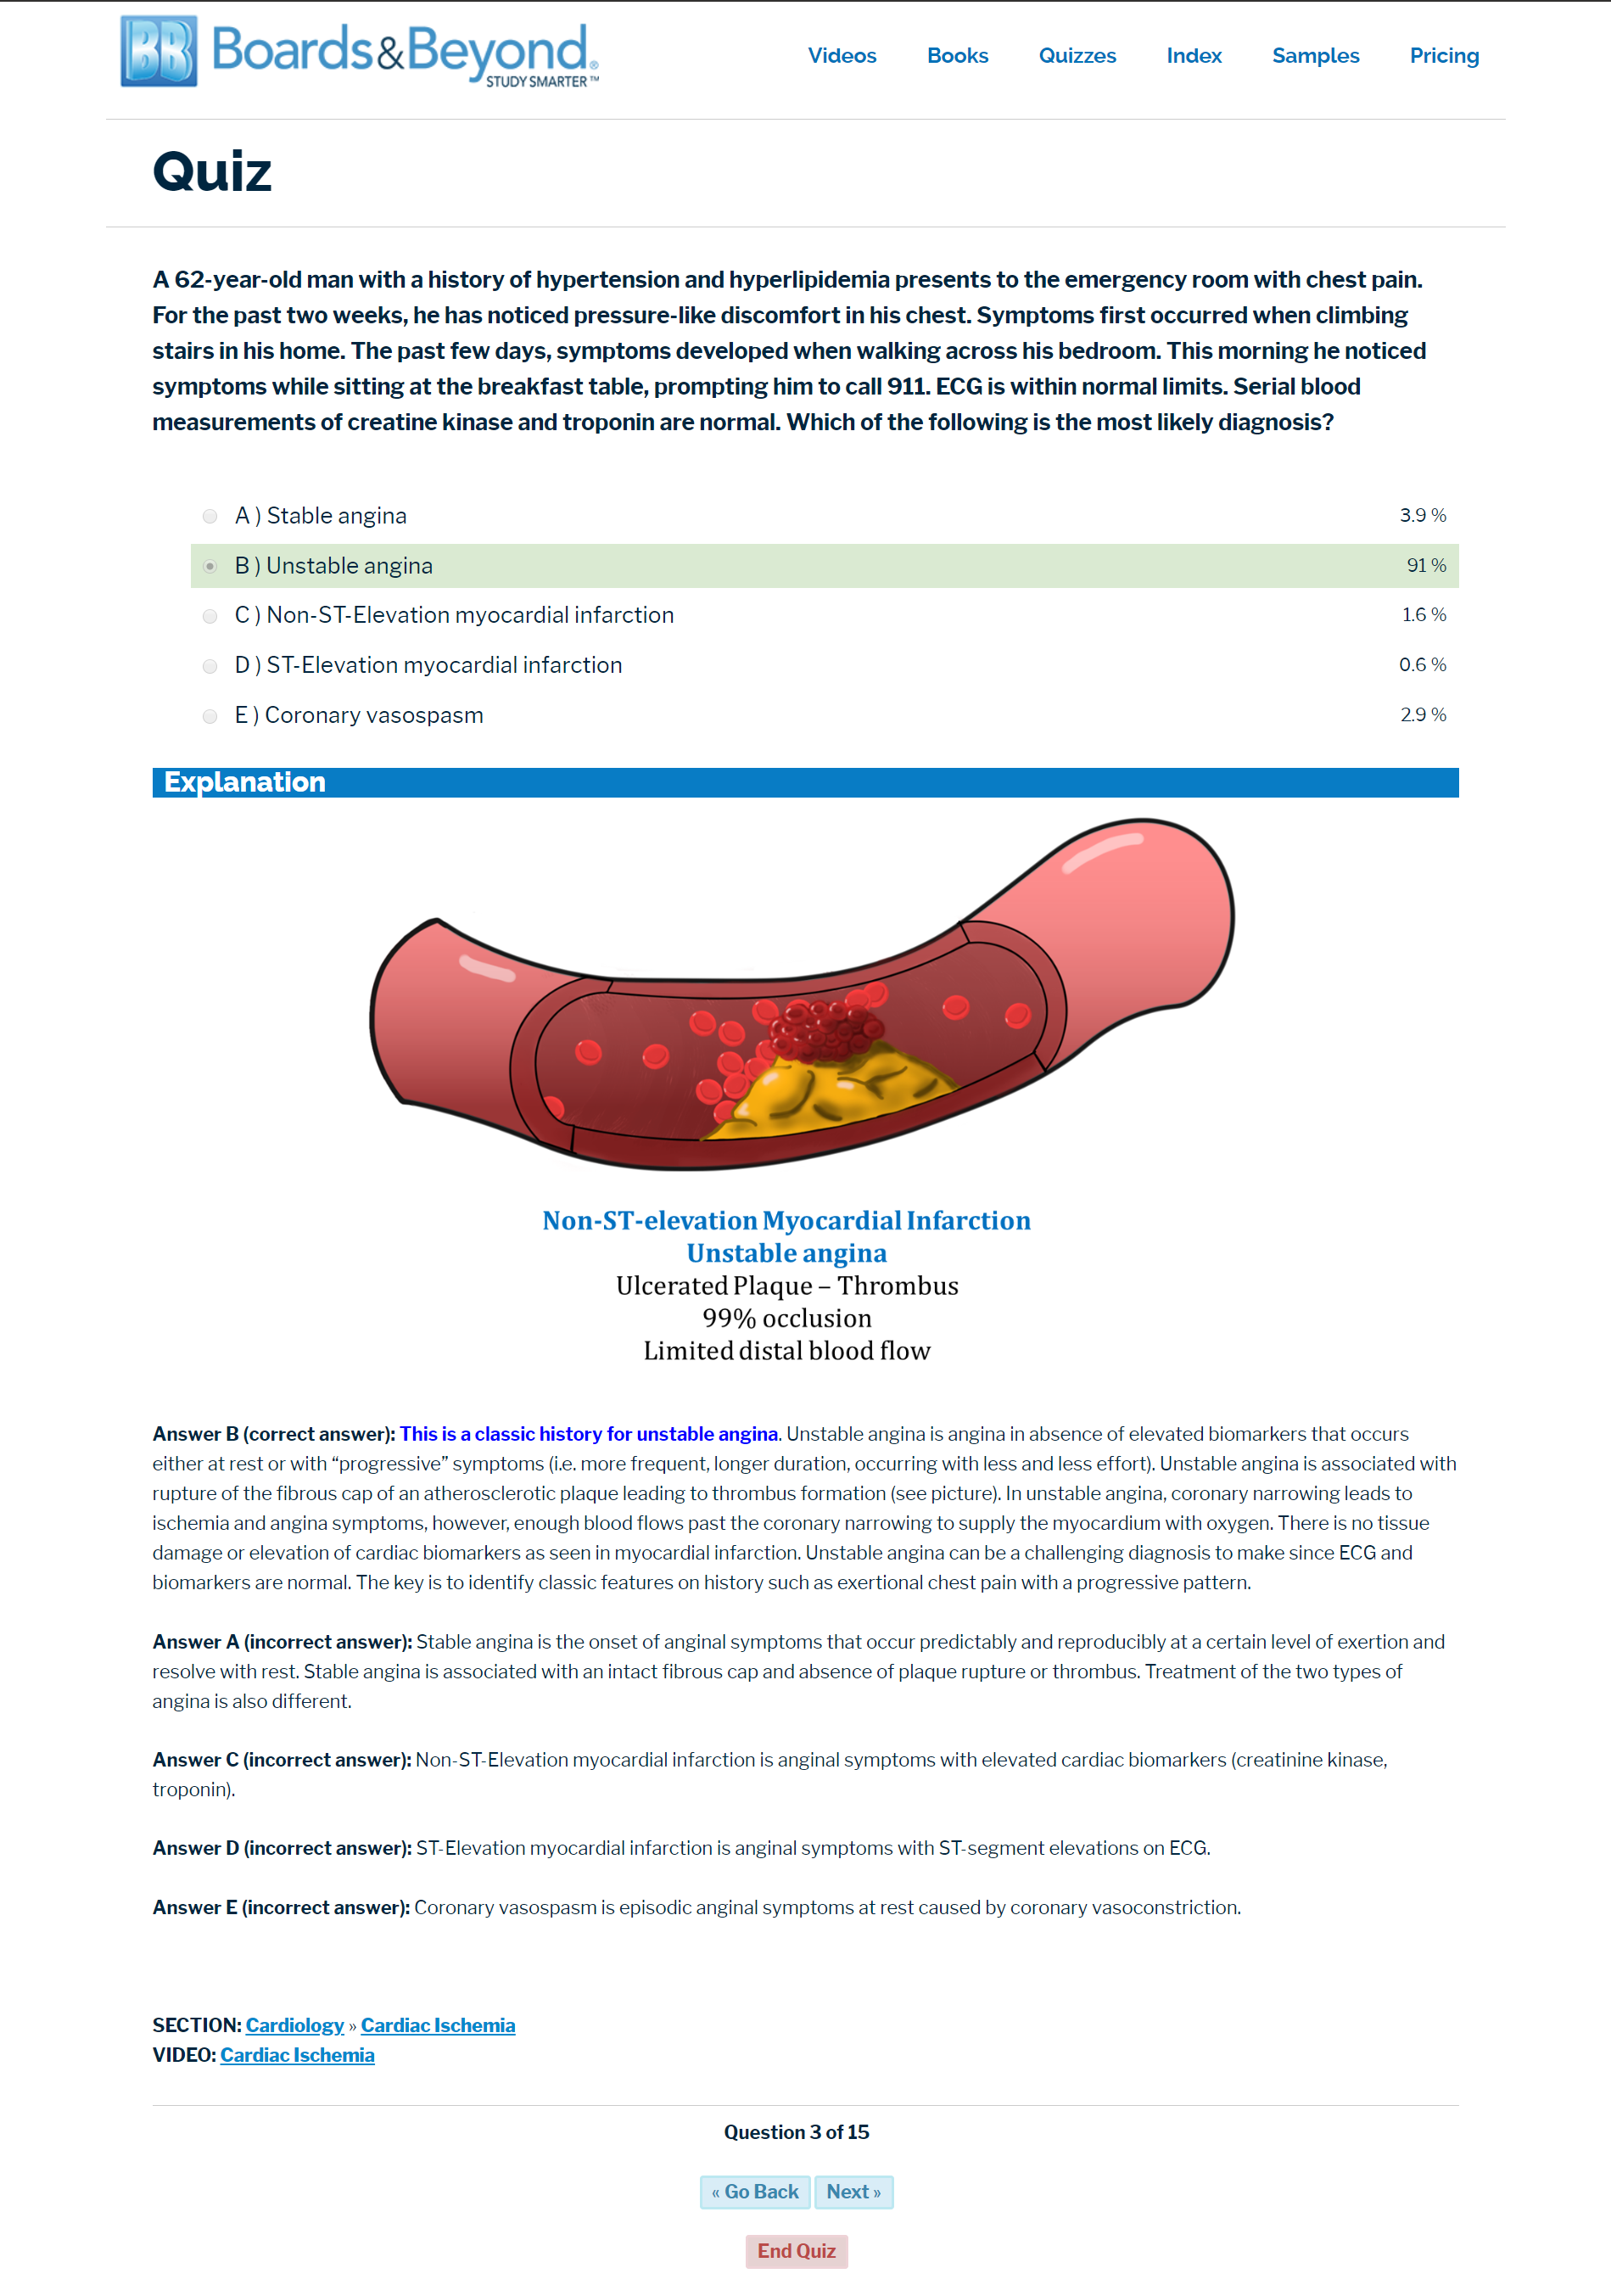 BB Boards&Beyond®
STUDY SMARTER™
Videos Books Quizzes Index Samples Pricing
Quiz
A 62-year-old man with a history of hypertension and hyperlipidemia presents to the emergency room with chest pain.
For the past two weeks, he has noticed pressure-like discomfort in his chest. Symptoms first occurred when climbing
stairs in his home. The past few days, symptoms developed when walking across his bedroom. This morning he noticed
symptoms while sitting at the breakfast table, prompting him to call 911. ECG is within normal limits. Serial blood
measurements of creatine kinase and troponin are normal. Which of the following is the most likely diagnosis?
A ) Stable angina 3.9 %
B ) Unstable angina 91 %
C ) Non-ST-Elevation myocardial infarction 1.6 %
D ) ST-Elevation myocardial infarction 0.6 %
E ) Coronary vasospasm 2.9 %
Explanation
Non-ST-elevation Myocardial Infarction
Unstable angina
Ulcerated Plaque – Thrombus
99% occlusion
Limited distal blood flow
Answer B (correct answer): This is a classic history for unstable angina. Unstable angina is angina in absence of elevated biomarkers that occurs
either at rest or with “progressive” symptoms (i.e. more frequent, longer duration, occurring with less and less effort). Unstable angina is associated with
rupture of the fibrous cap of an atherosclerotic plaque leading to thrombus formation (see picture). In unstable angina, coronary narrowing leads to
ischemia and angina symptoms, however, enough blood flows past the coronary narrowing to supply the myocardium with oxygen. There is no tissue
damage or elevation of cardiac biomarkers as seen in myocardial infarction. Unstable angina can be a challenging diagnosis to make since ECG and
biomarkers are normal. The key is to identify classic features on history such as exertional chest pain with a progressive pattern.
Answer A (incorrect answer): Stable angina is the onset of anginal symptoms that occur predictably and reproducibly at a certain level of exertion and
resolve with rest. Stable angina is associated with an intact fibrous cap and absence of plaque rupture or thrombus. Treatment of the two types of
angina is also different.
Answer C (incorrect answer): Non-ST-Elevation myocardial infarction is anginal symptoms with elevated cardiac biomarkers (creatinine kinase,
troponin).
Answer D (incorrect answer): ST-Elevation myocardial infarction is anginal symptoms with ST-segment elevations on ECG.
Answer E (incorrect answer): Coronary vasospasm is episodic anginal symptoms at rest caused by coronary vasoconstriction.
SECTION: Cardiology » Cardiac Ischemia
VIDEO: Cardiac Ischemia
Question 3 of 15
« Go Back Next »
End Quiz